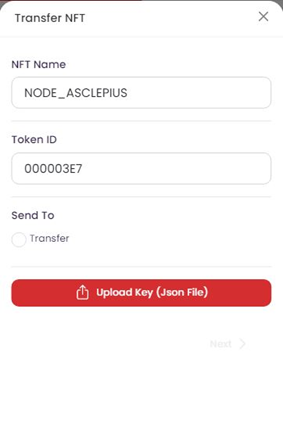 Transfer NFT
NFT Name
NODE_ASCLEPIUS
Token ID
000003E7
Send To
Transfer
Upload Key (Json File)
Next